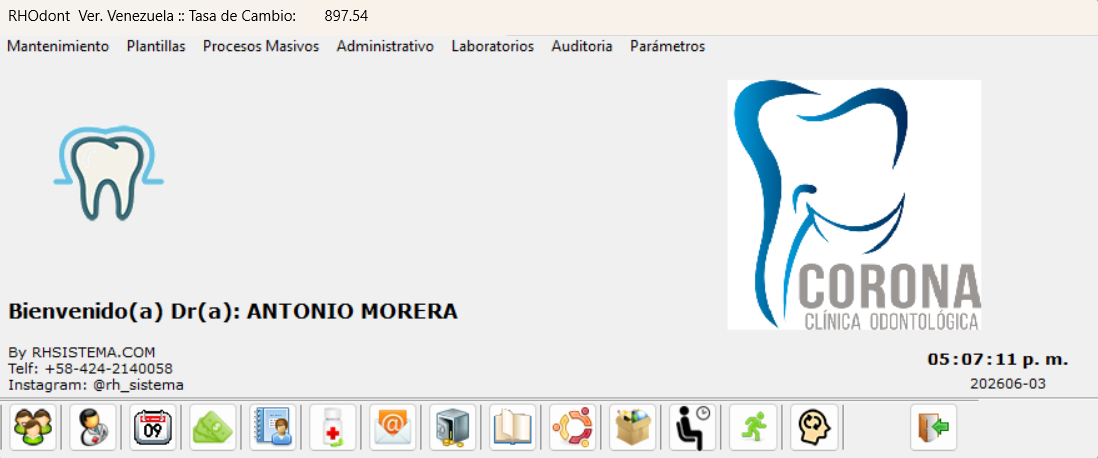 RHOdont Ver. Venezuela :: Tasa de Cambio: 897.54
Mantenimiento Plantillas Procesos Masivos Administrativo Laboratorios Auditoria Parámetros
CORONA
CLÍNICA ODONTOLÓGICA
Bienvenido(a) Dr(a): ANTONIO MORERA
By RHSISTEMA.COM
Telf: +58-424-2140058
Instagram: @rh_sistema
05:07:11 p. m.
202606-03
09